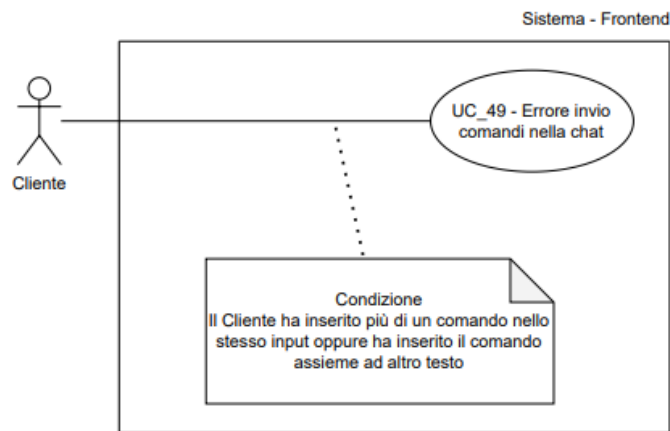 Sistema - Frontend
UC_49 - Errore invio
comandi nella chat
Cliente
Condizione
Il Cliente ha inserito più di un comando nello
stesso input oppure ha inserito il comando
assieme ad altro testo